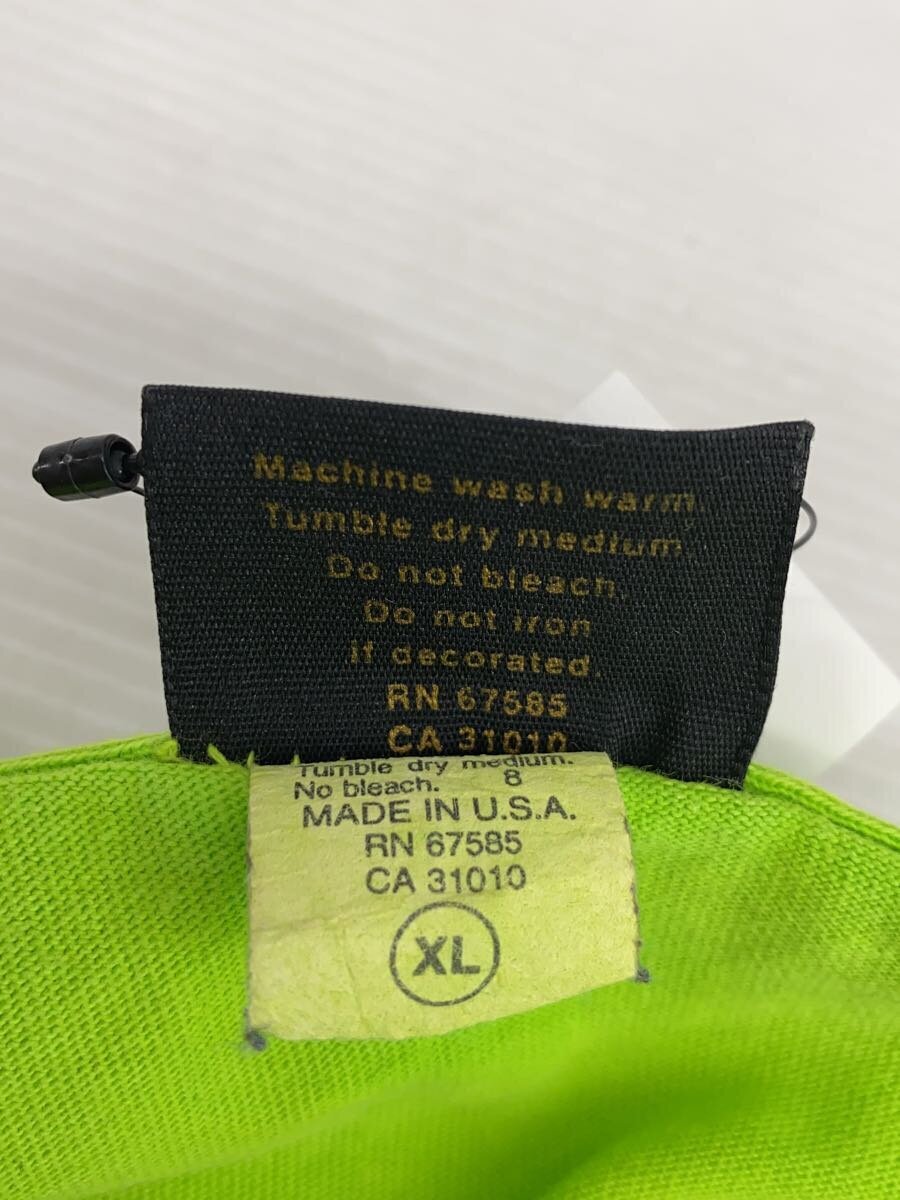 Machine wash warm.
Tumble dry medium.
Do not bleach.
Do not iron
if decorated.
RN 67585
CA 31010
Tumble dry medium.
No bleach. 8
MADE IN U.S.A.
RN 67585
CA 31010
XL